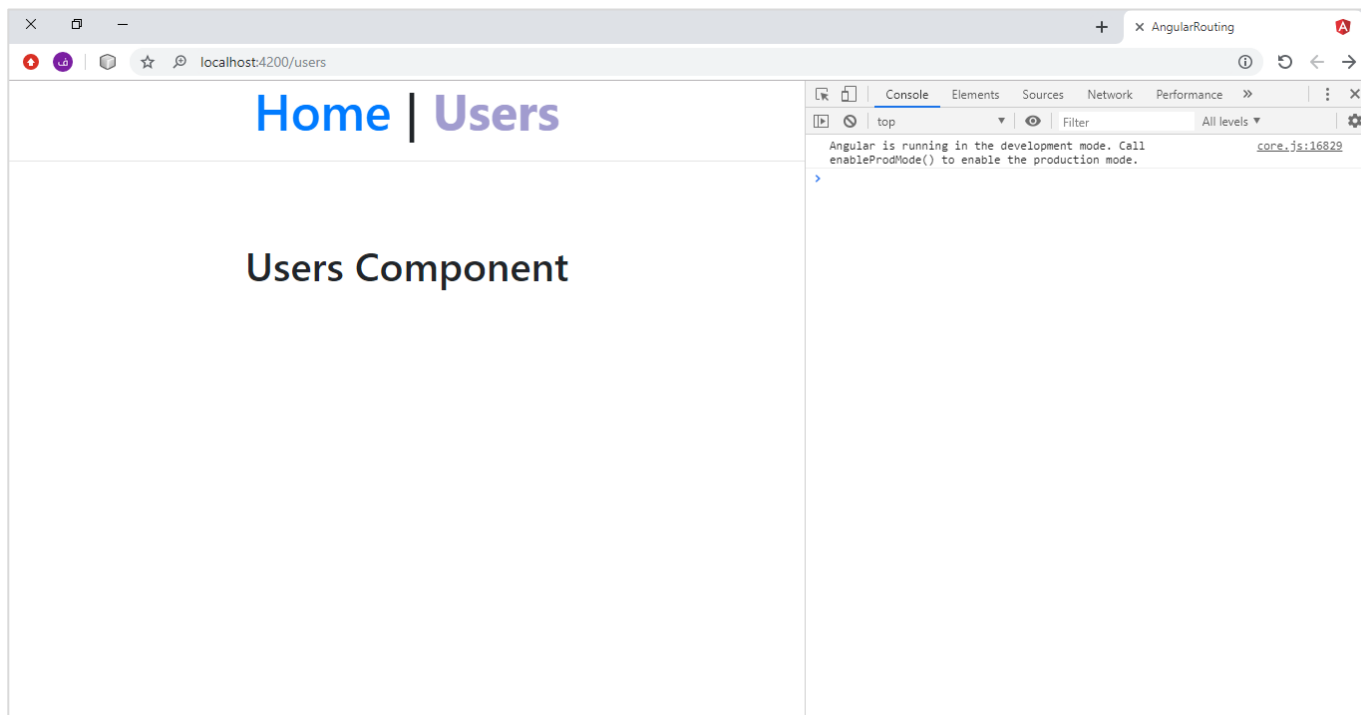 AngularRouting
ف
localhost:4200/users
Home | Users
Users Component
Console Elements Sources Network Performance »
top Filter All levels
Angular is running in the development mode. Call core.js:16829
enableProdMode() to enable the production mode.